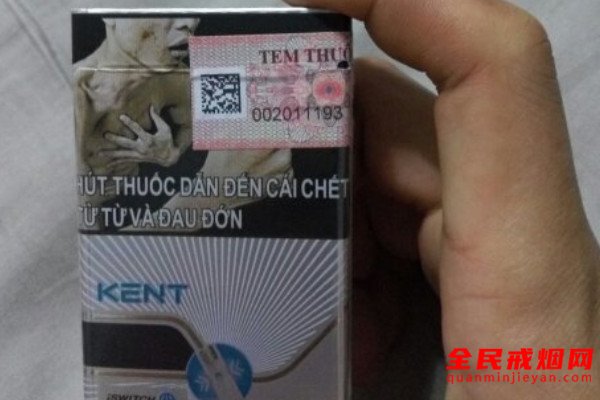 TEM THUỐ
002011193
HÚT THUỐC DẪN ĐẾN CÁI CHẾT
TỪ TỪ VÀ ĐAU ĐỚN
KENT
iSWITCH
全民戒烟网
quanminjieyan.com